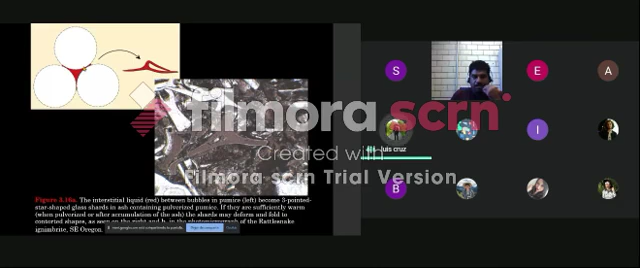 filmora scrn
Created with
Filmora scrn Trial Version
S
E
A
luis cruz
I
B
Figure 3.16a. The interstitial liquid (red) between bubbles in pumice (left) become 3-pointed-
star-shaped glass shards in ash containing pulverized pumice. If they are sufficiently warm
(when pulverized or after accumulation of the ash) the shards may deform and fold to
contorted shapes, as seen on the right and b. in the photomicrograph of the Rattlesnake
ignimbrite, SE Oregon.